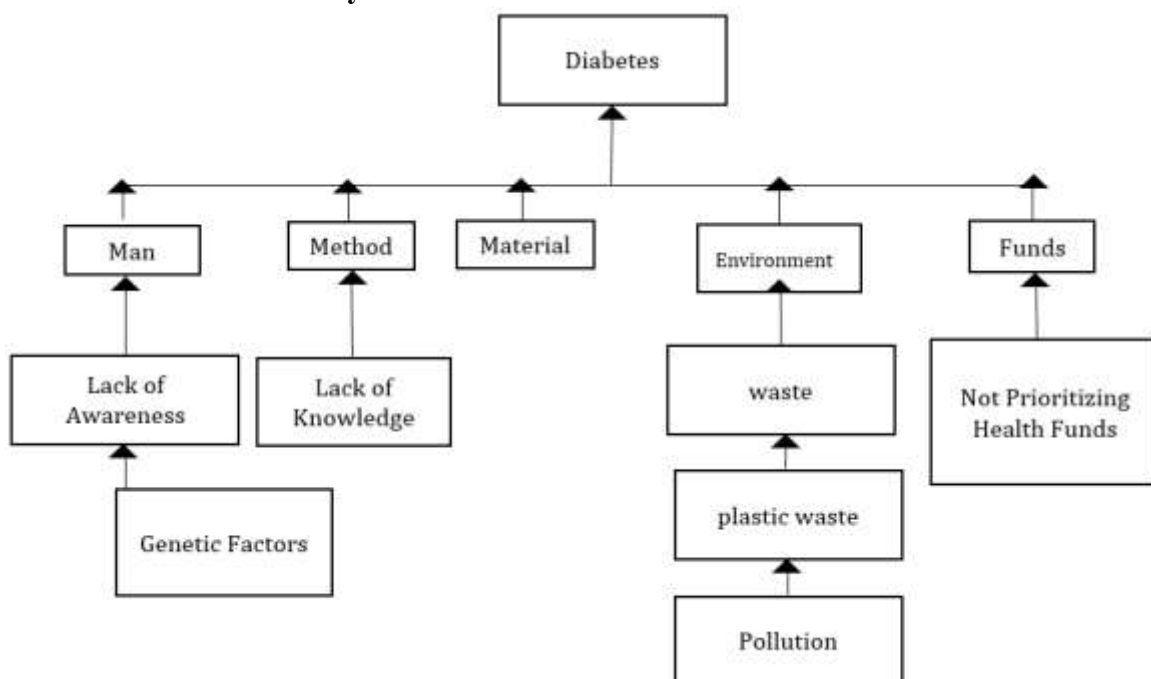 Diabetes
Man
Method
Material
Environment
Funds
Lack of
Awareness
Lack of
Knowledge
waste
Not Prioritizing
Health Funds
Genetic Factors
plastic waste
Pollution